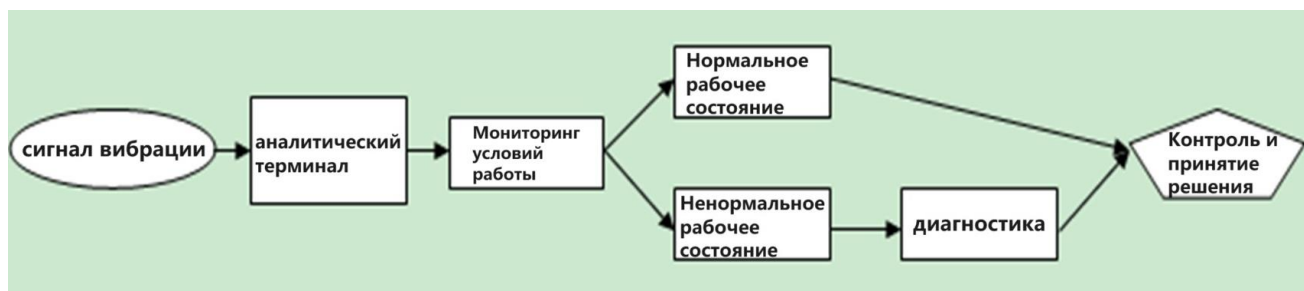 сигнал вибрации
аналитический
терминал
Мониторинг
условий
работы
Нормальное
рабочее
состояние
Ненормальное
рабочее
состояние
диагностика
Контроль и
принятие
решения